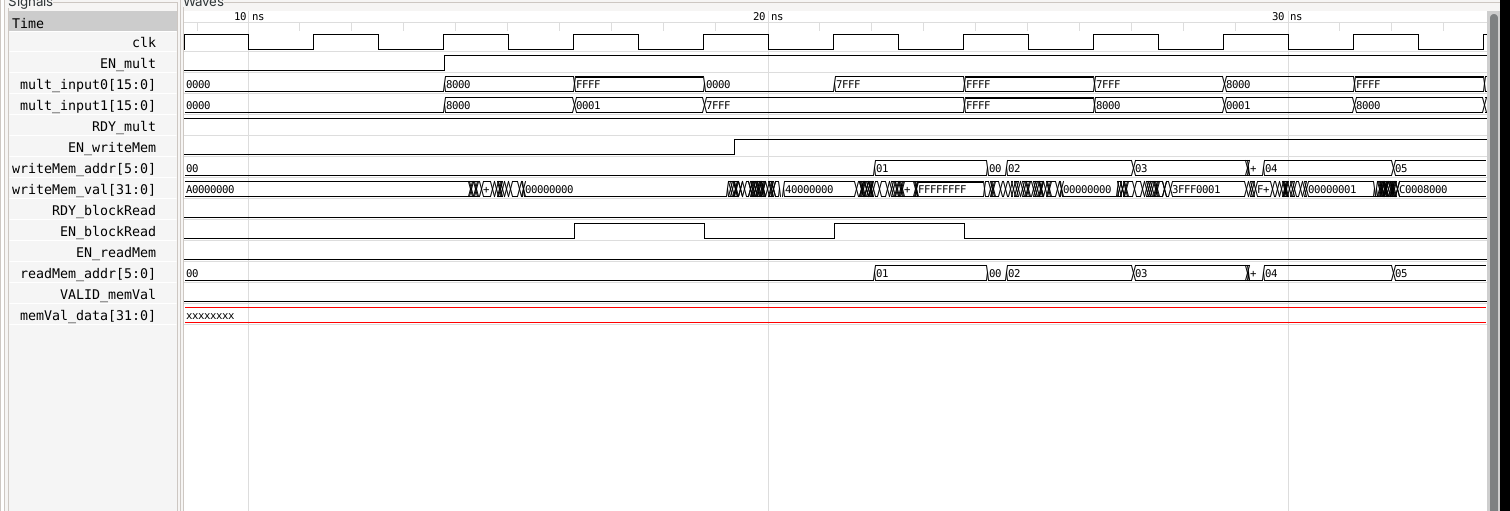 Signals Waves
Time 10 ns 20 ns 30 ns
clk
EN_mult
mult_input0[15:0] 0000 8000 FFFF 0000 7FFF FFFF 7FFF 8000 FFFF
mult_input1[15:0] 0000 8000 0001 7FFF FFFF 8000 0001 8000
RDY_mult
EN_writeMem
writeMem_addr[5:0] 00 01 00 02 03 + 04 05
writeMem_val[31:0] A0000000 + 00000000 40000000 + FFFFFFFF 00000000 3FFF0001 F+ 00000001 C0008000
RDY_blockRead
EN_blockRead
EN_readMem
readMem_addr[5:0] 00 01 00 02 03 + 04 05
VALID_memVal
memVal_data[31:0] xxxxxxxx